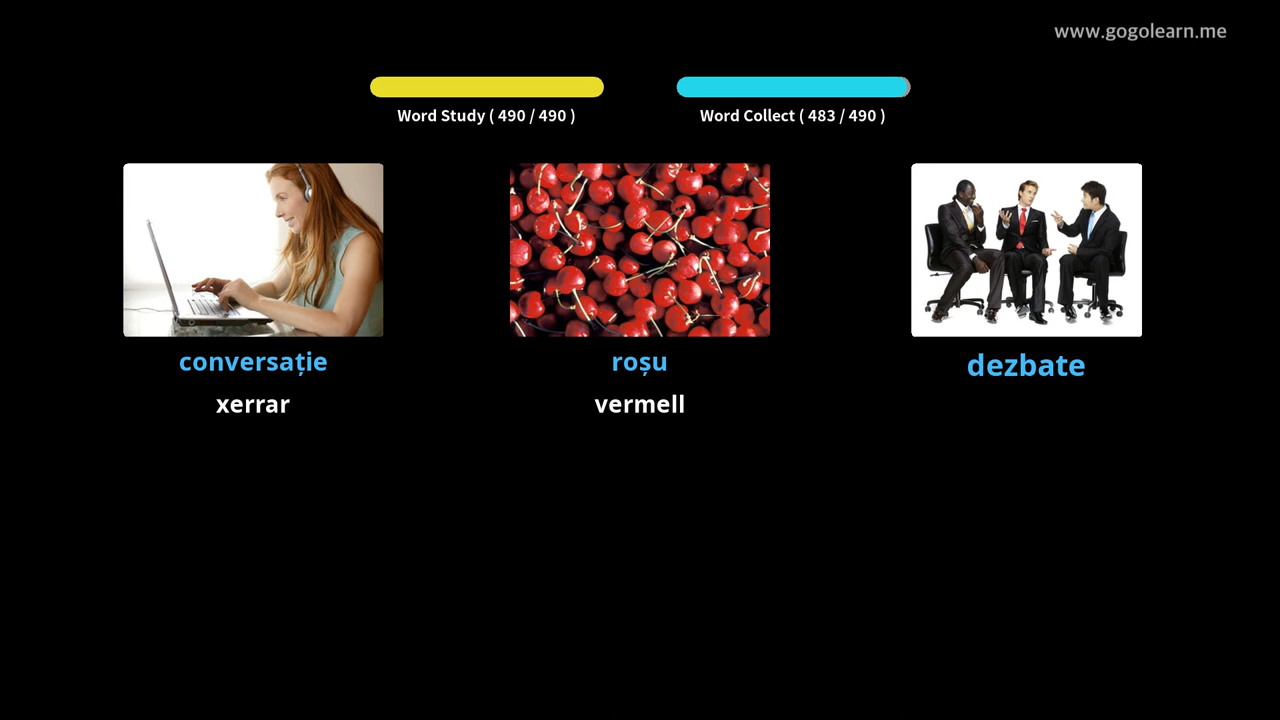 www.gogolearn.me
Word Study ( 490 / 490 )
Word Collect ( 483 / 490 )
conversație
roșu
dezbate
xerrar
vermell